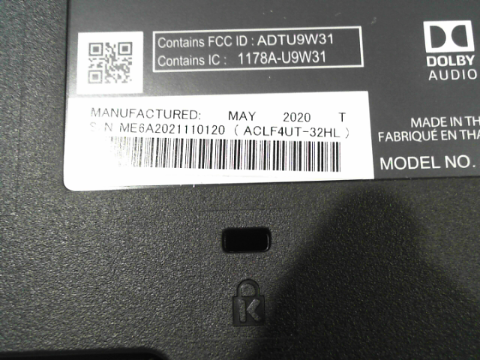 Contains FCC ID : ADTU9W31
Contains IC : 1178A-U9W31
DOLBY
AUDIO
MANUFACTURED: MAY 2020 T
S/N ME6A2021110120 ( ACLF4UT-32HL )
MADE IN TH
FABRIQUÉ EN THA
MODEL NO.
K